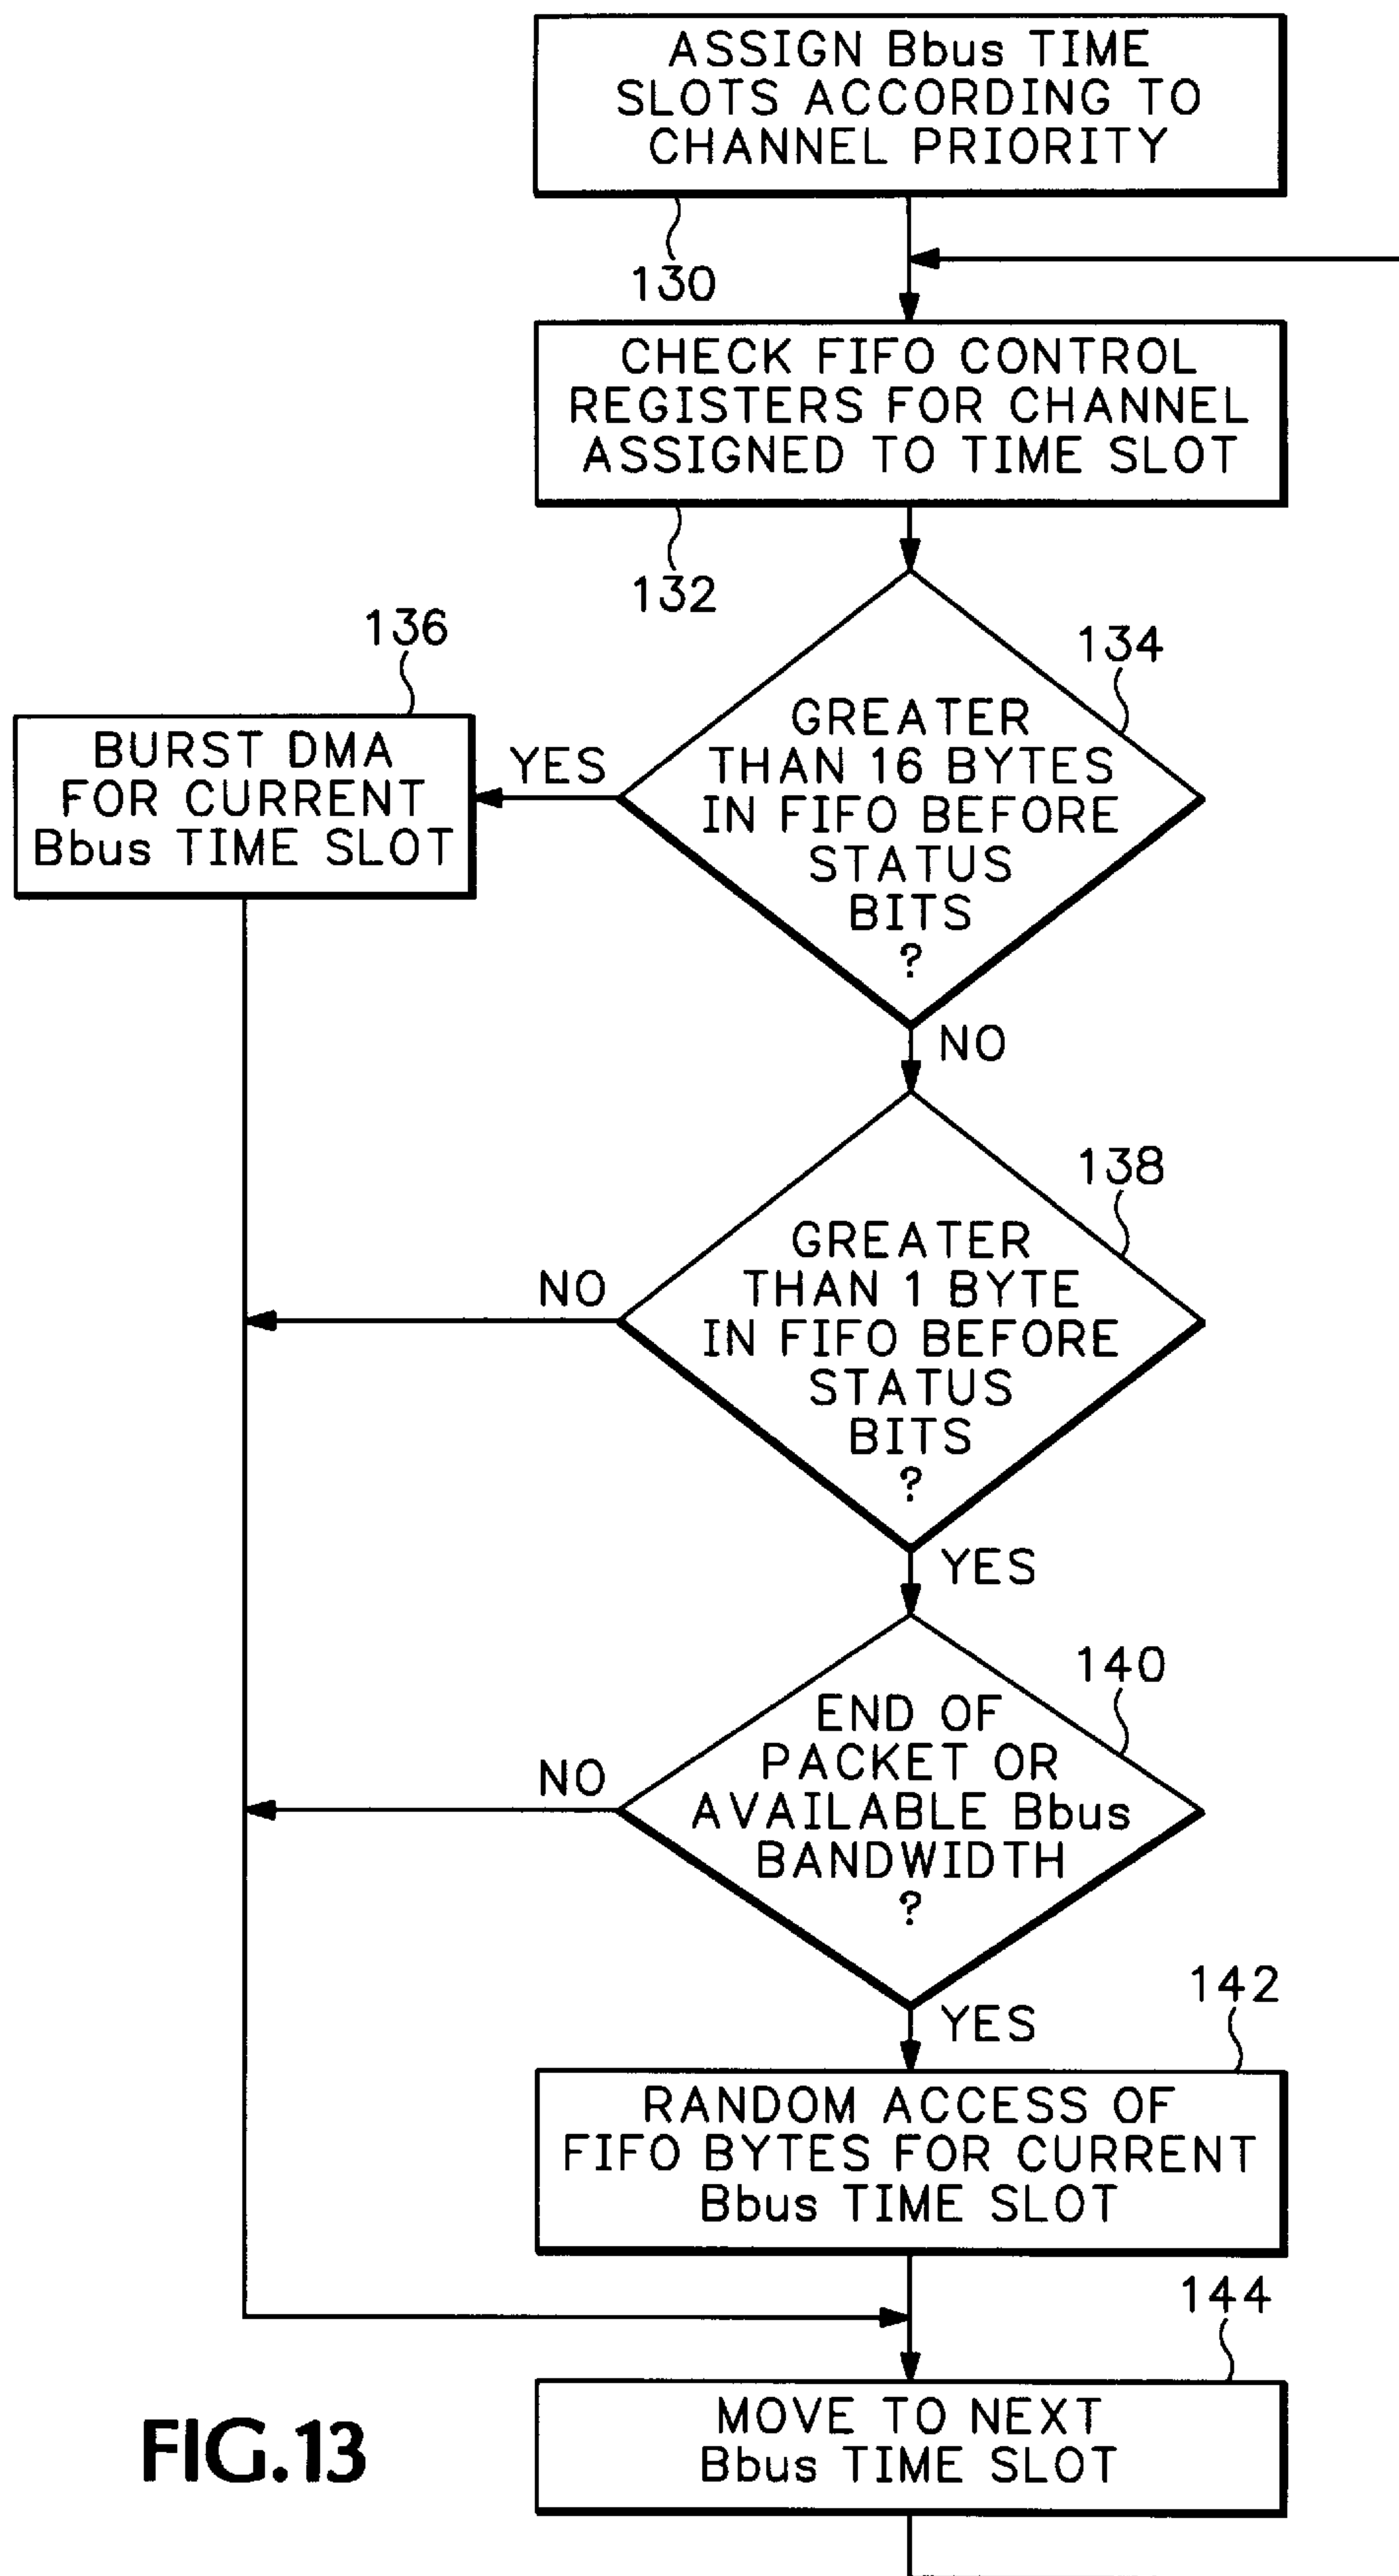 ASSIGN Bbus TIME
SLOTS ACCORDING TO
CHANNEL PRIORITY
130
CHECK FIFO CONTROL
REGISTERS FOR CHANNEL
ASSIGNED TO TIME SLOT
132
134
GREATER
THAN 16 BYTES
IN FIFO BEFORE
STATUS
BITS
?
YES
136
BURST DMA
FOR CURRENT
Bbus TIME SLOT
NO
138
GREATER
THAN 1 BYTE
IN FIFO BEFORE
STATUS
BITS
?
NO
YES
140
END OF
PACKET OR
AVAILABLE Bbus
BANDWIDTH
?
NO
YES
142
RANDOM ACCESS OF
FIFO BYTES FOR CURRENT
Bbus TIME SLOT
144
MOVE TO NEXT
Bbus TIME SLOT
FIG.13